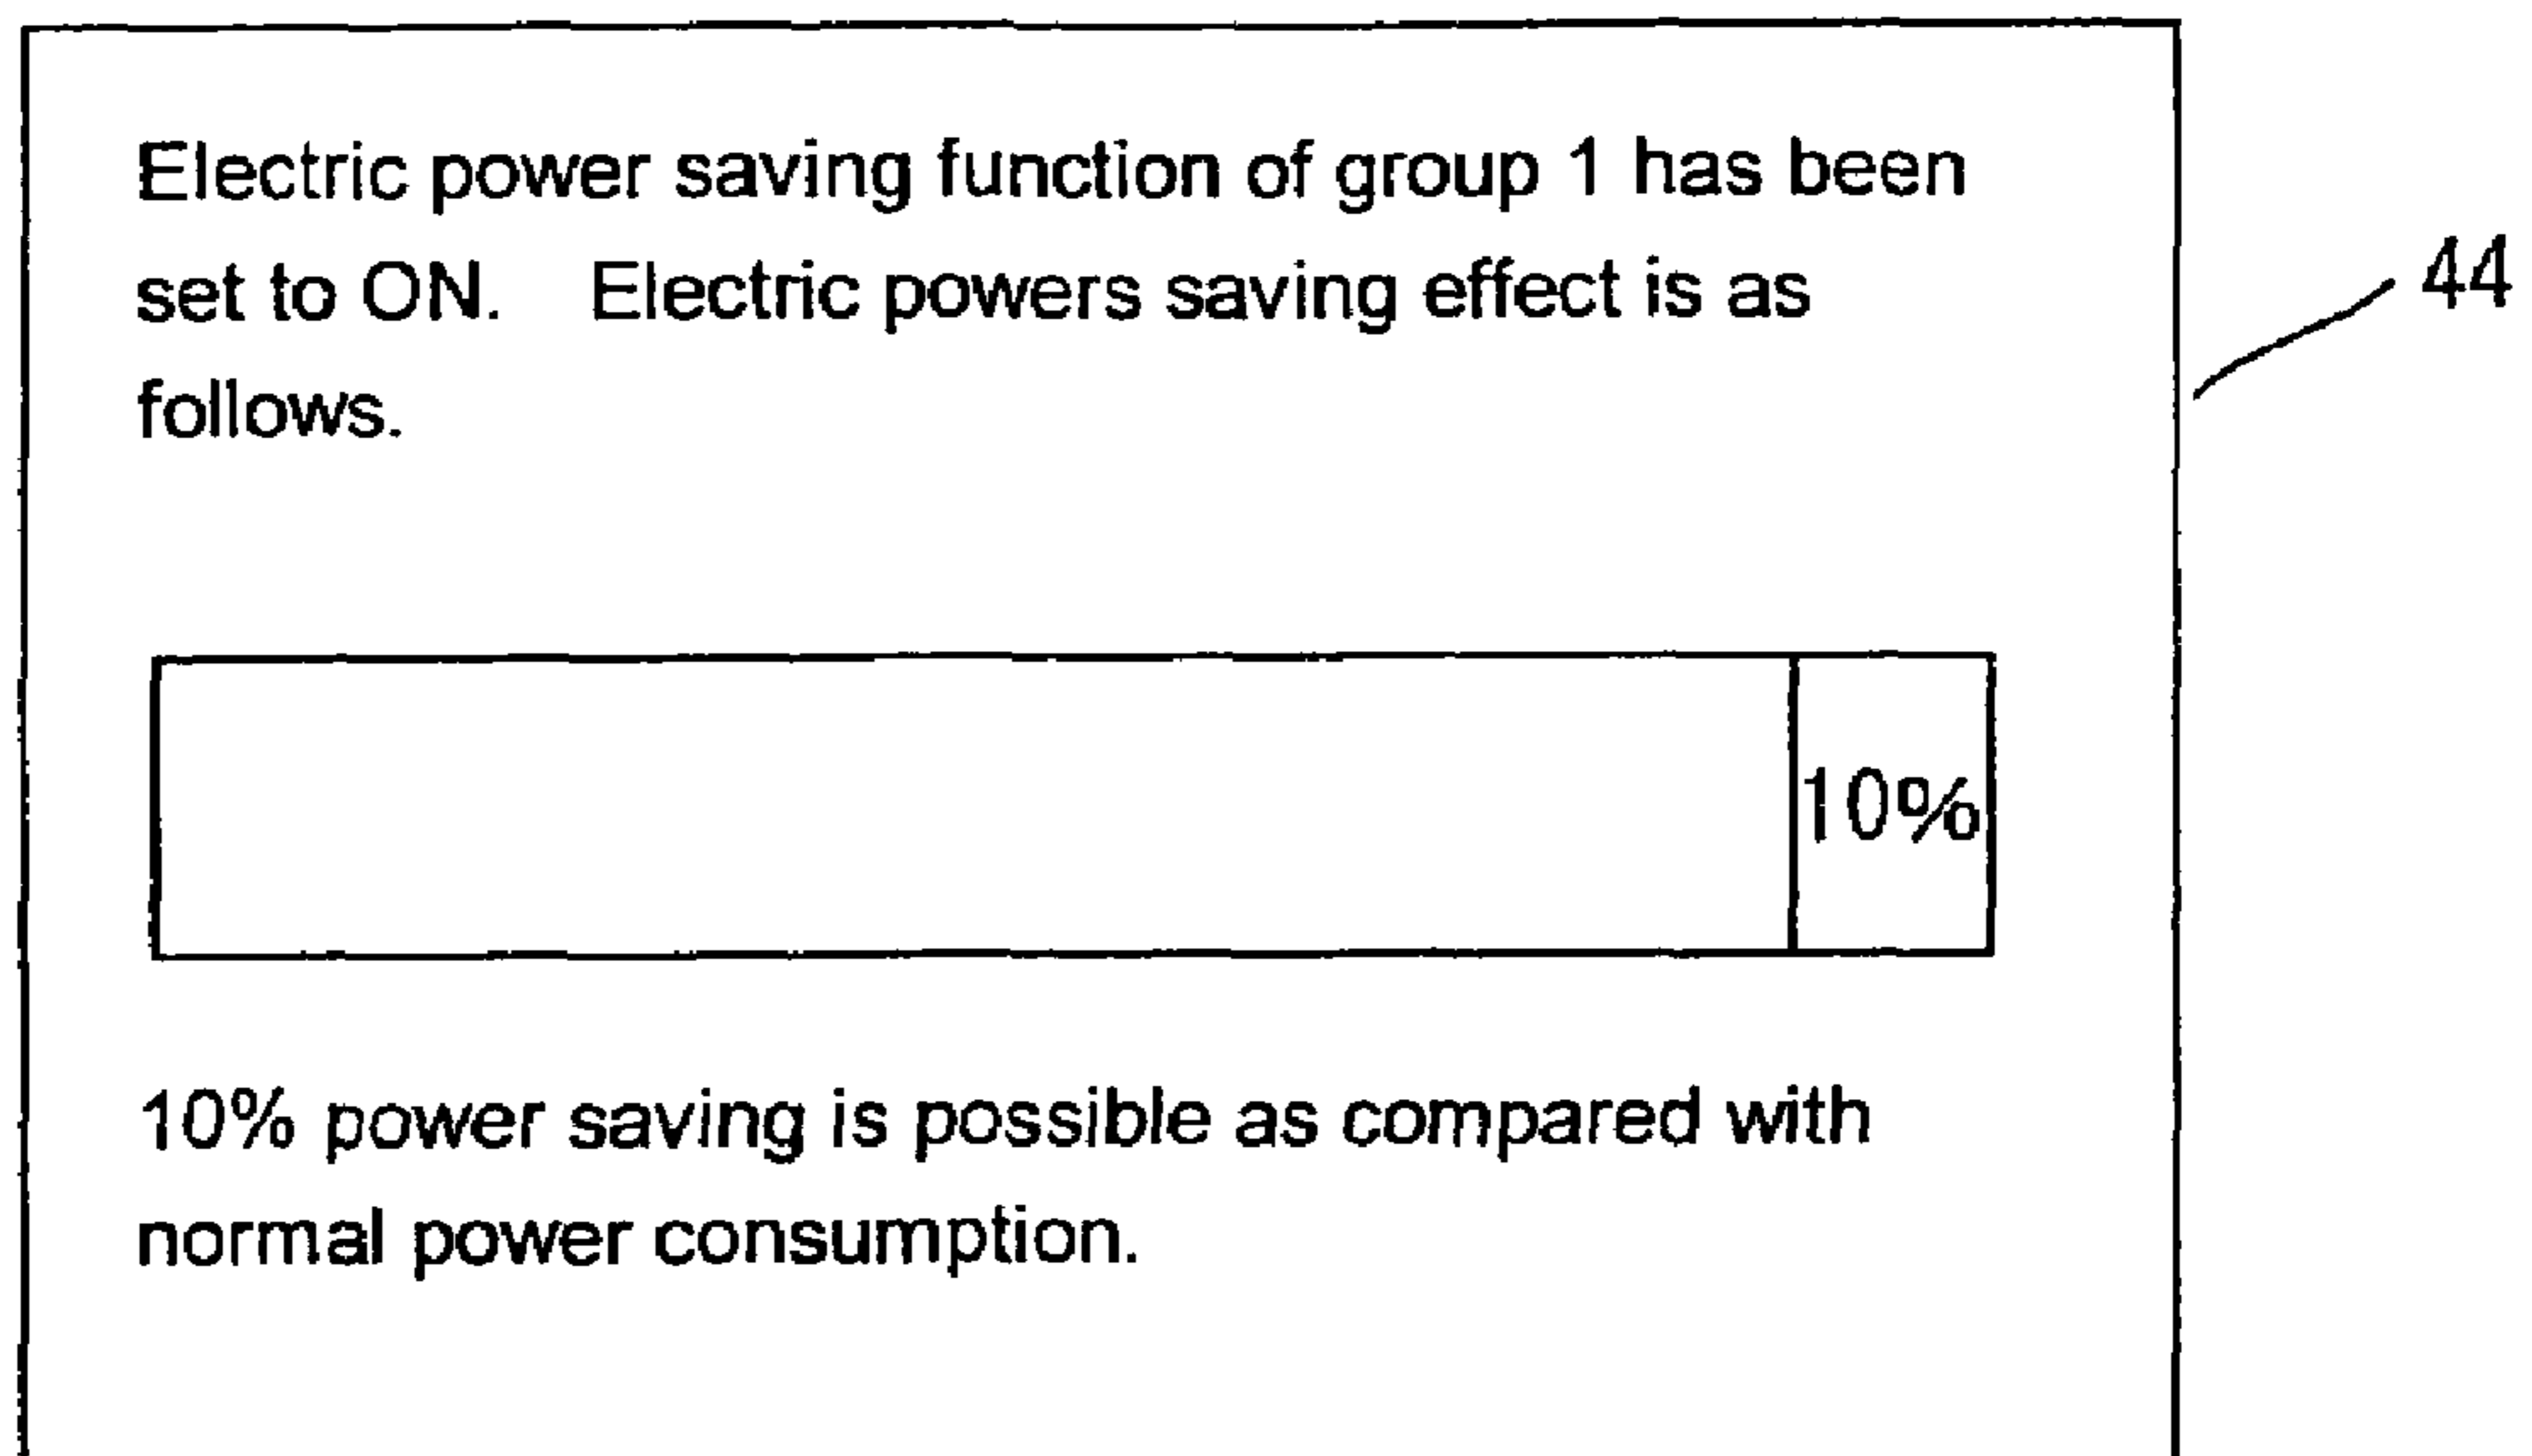 Electric power saving function of group 1 has been
set to ON. Electric powers saving effect is as
follows.
44
10%
10% power saving is possible as compared with
normal power consumption.